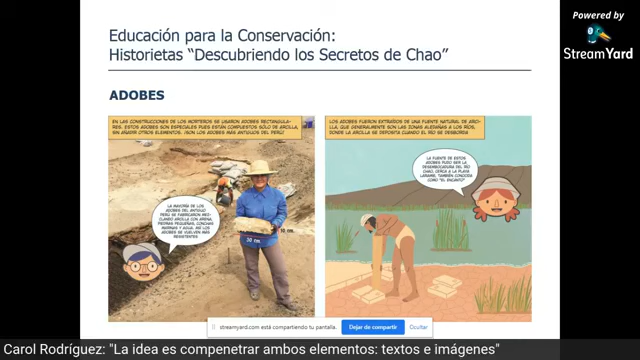 Powered by
StreamYard
Educación para la Conservación:
Historietas “Descubriendo los Secretos de Chao”
ADOBES
EN LAS CONSTRUCCIONES DE LOS MORTEROS SE USARON ADOBES RECTANGULA-
RES. ESTOS ADOBES SON ESPECIALES PUES ESTÁN COMPUESTOS SÓLO DE ARCILLA,
SIN AÑADIR OTROS ELEMENTOS. ¡SON LOS ADOBES MÁS ANTIGUOS DEL PERÚ!
LA MAYORÍA DE LOS
ADOBES DEL ANTIGUO
PERÚ SE FABRICARON MEZ-
CLANDO ARCILLA CON ARENA,
PIEDRAS PEQUEÑAS, CONCHAS
MARINAS Y AGUA. ASÍ LOS
ADOBES SE VUELVEN MÁS
RESISTENTES
30 cm.
10 cm.
LOS ADOBES FUERON EXTRAÍDOS DE UNA FUENTE NATURAL DE ARCI-
LLA, QUE GENERALMENTE SON LAS ZONAS ALEDAÑAS A LOS RÍOS,
DONDE LA ARCILLA SE DEPOSITA CUANDO EL RÍO SE DESBORDA
LA FUENTE DE ESTOS
ADOBES PUDO SER LA
DESEMBOCADURA DEL RÍO
CHAO, CERCA A LA PLAYA
LARAMIE, TAMBIÉN CONOCIDA
COMO "EL ENCANTO"
streamyard.com está compartiendo tu pantalla.
Dejar de compartir
Ocultar
Carol Rodríguez: "La idea es compenetrar ambos elementos: textos e imágenes"